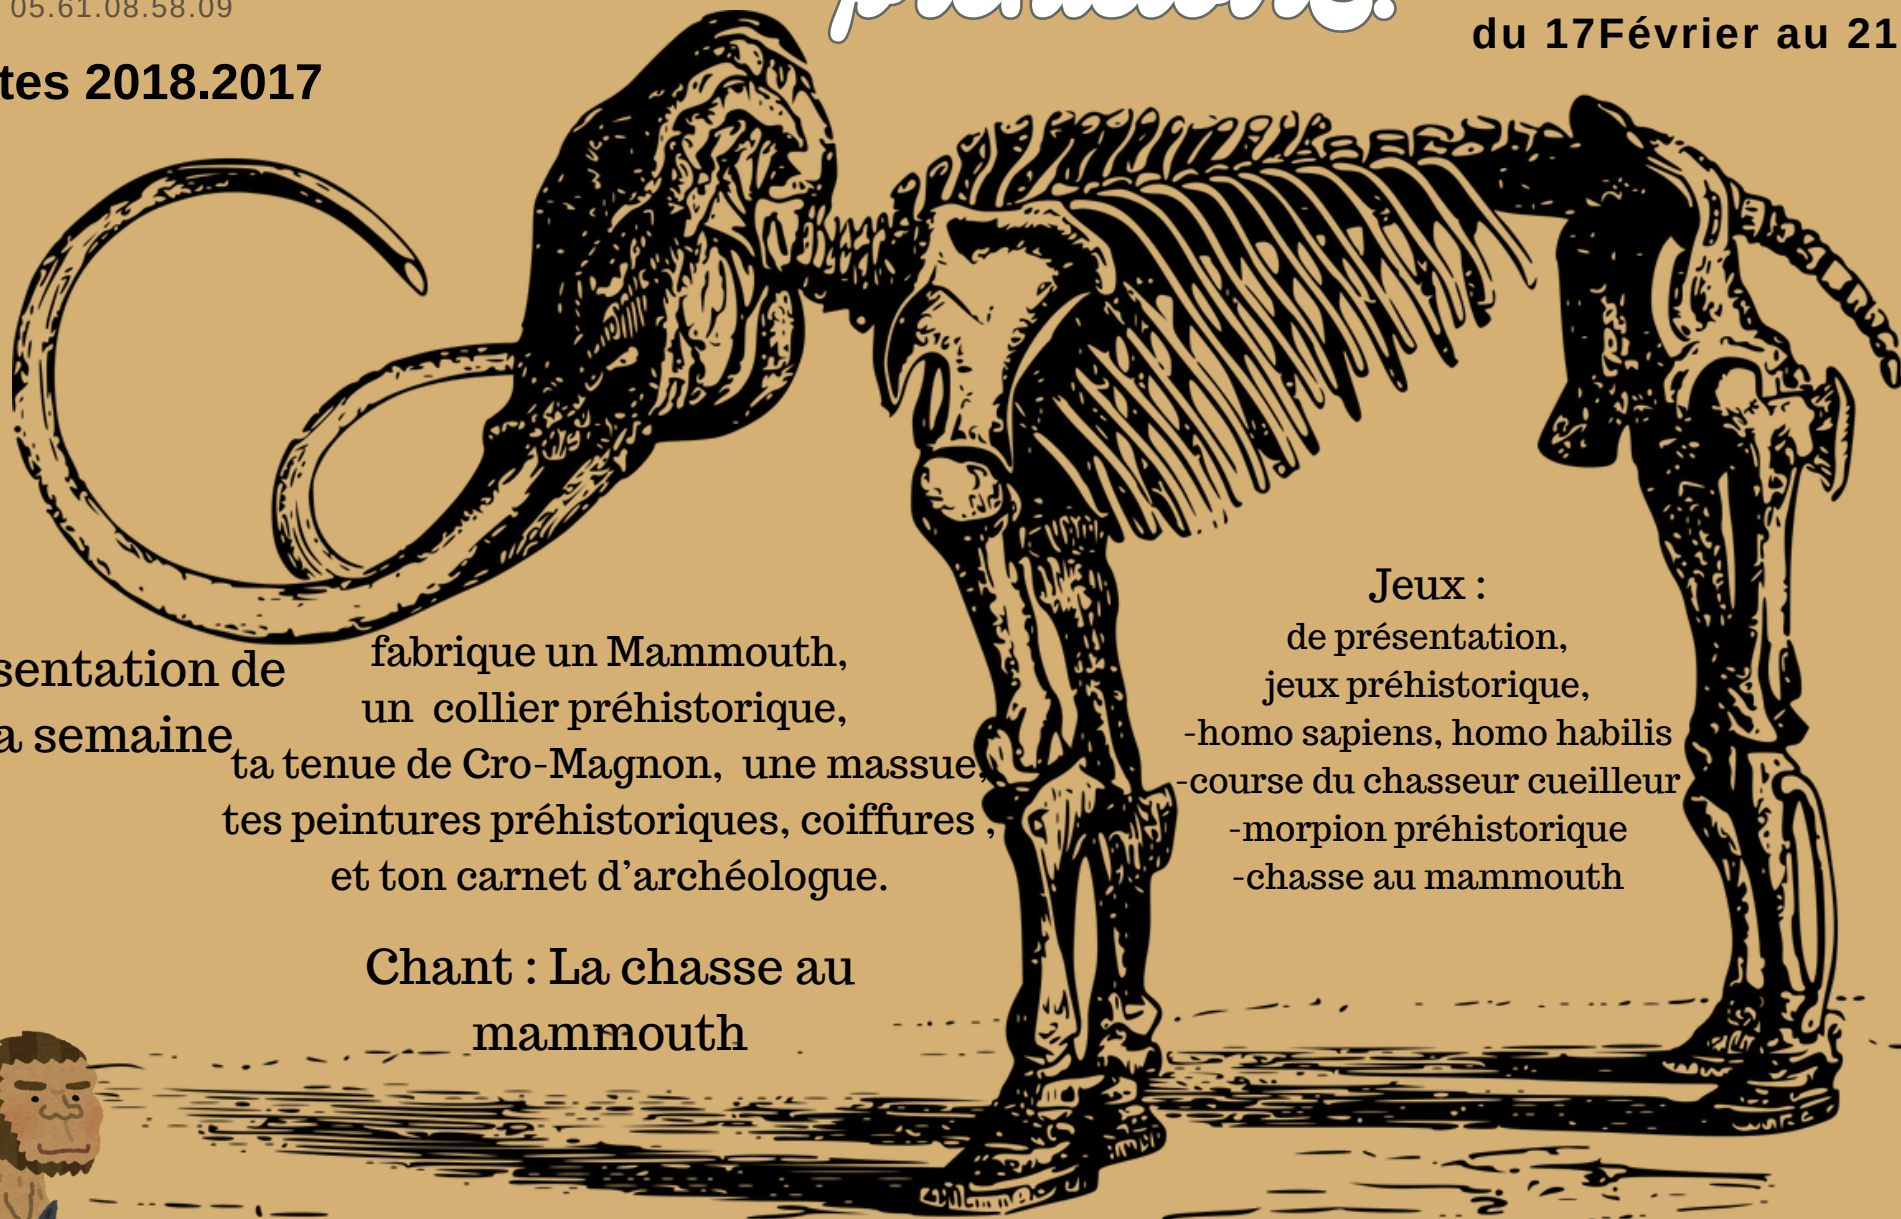 05.61.08.58.09
du 17Février au 21
tes 2018.2017
sentation de
a semaine
fabrique un Mammouth,
un collier préhistorique,
ta tenue de Cro-Magnon, une massue,
tes peintures préhistoriques, coiffures ,
et ton carnet d’archéologue.
Chant : La chasse au
mammouth
Jeux :
de présentation,
jeux préhistorique,
-homo sapiens, homo habilis
-course du chasseur cueilleur
-morpion préhistorique
-chasse au mammouth